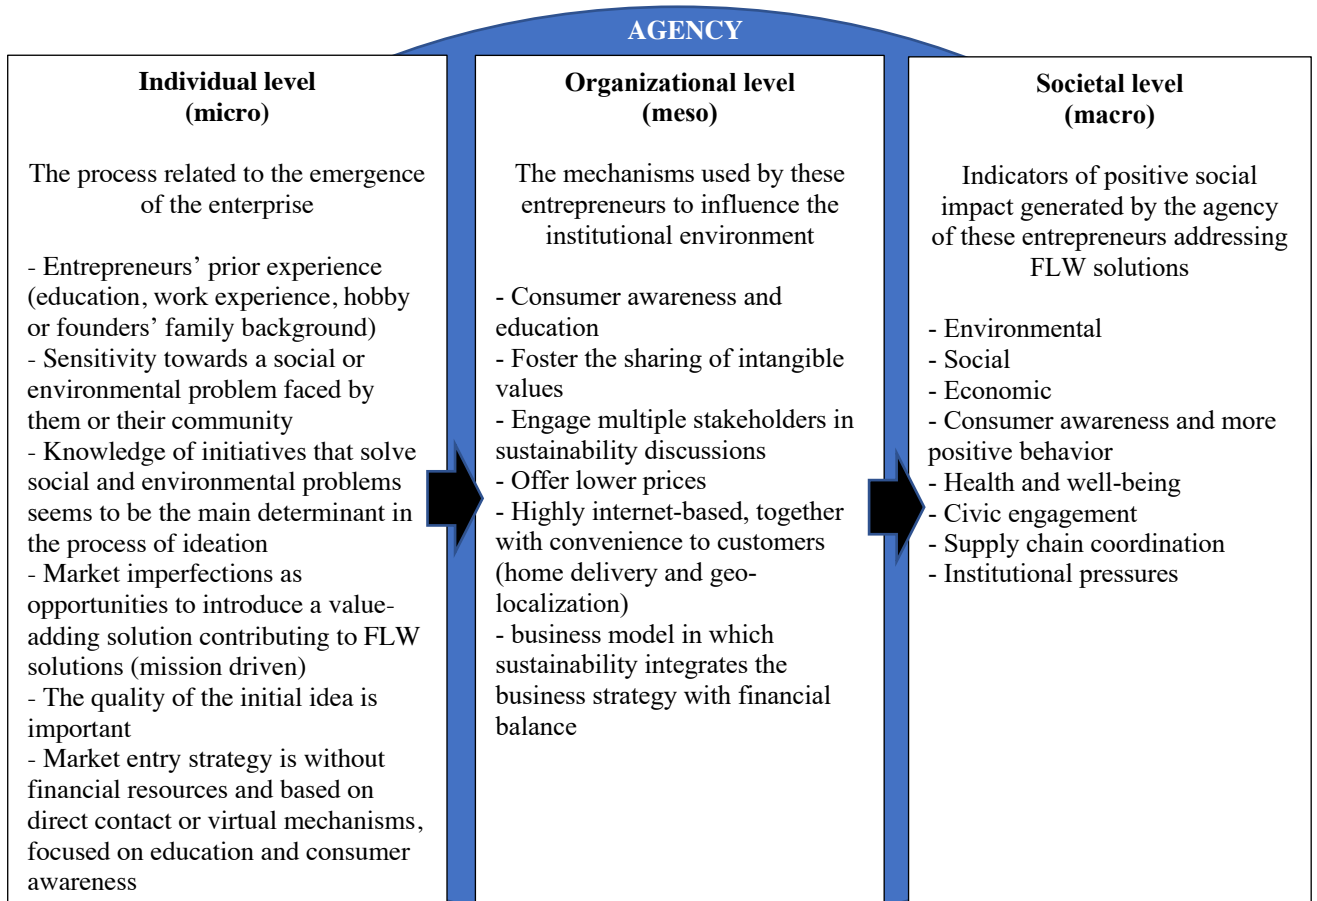 AGENCY
Individual level
(micro)
The process related to the emergence
of the enterprise
- Entrepreneurs’ prior experience
(education, work experience, hobby
or founders’ family background)
- Sensitivity towards a social or
environmental problem faced by
them or their community
- Knowledge of initiatives that solve
social and environmental problems
seems to be the main determinant in
the process of ideation
- Market imperfections as
opportunities to introduce a value-
adding solution contributing to FLW
solutions (mission driven)
- The quality of the initial idea is
important
- Market entry strategy is without
financial resources and based on
direct contact or virtual mechanisms,
focused on education and consumer
awareness
Organizational level
(meso)
The mechanisms used by these
entrepreneurs to influence the
institutional environment
- Consumer awareness and
education
- Foster the sharing of intangible
values
- Engage multiple stakeholders in
sustainability discussions
- Offer lower prices
- Highly internet-based, together
with convenience to customers
(home delivery and geo-
localization)
- business model in which
sustainability integrates the
business strategy with financial
balance
Societal level
(macro)
Indicators of positive social
impact generated by the agency
of these entrepreneurs addressing
FLW solutions
- Environmental
- Social
- Economic
- Consumer awareness and more
positive behavior
- Health and well-being
- Civic engagement
- Supply chain coordination
- Institutional pressures